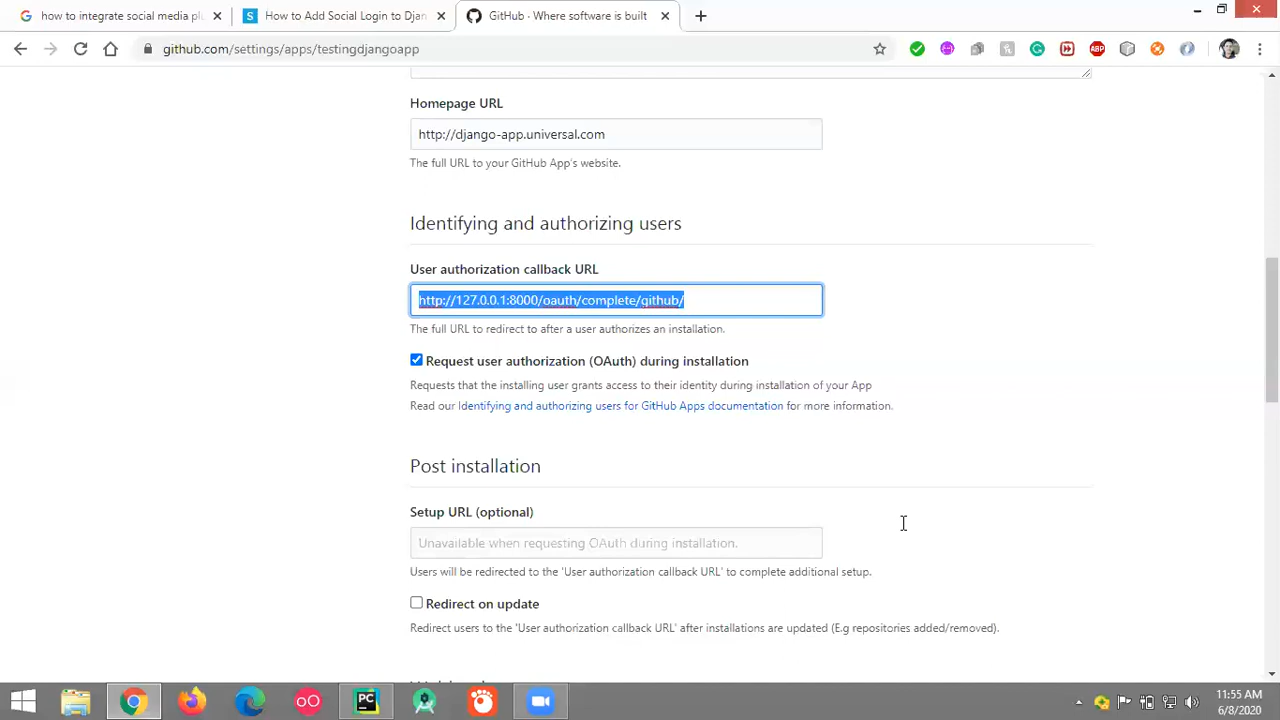 how to integrate social media pl
How to Add Social Login to Djan
GitHub · Where software is built
github.com/settings/apps/testingdjangoapp
ABP
Homepage URL
http://django-app.universal.com
The full URL to your GitHub App's website.
Identifying and authorizing users
User authorization callback URL
http://127.0.0.1:8000/oauth/complete/github/
The full URL to redirect to after a user authorizes an installation.
Request user authorization (OAuth) during installation
Requests that the installing user grants access to their identity during installation of your App
Read our Identifying and authorizing users for GitHub Apps documentation for more information.
Post installation
Setup URL (optional)
Unavailable when requesting OAuth during installation.
Users will be redirected to the 'User authorization callback URL' to complete additional setup.
Redirect on update
Redirect users to the 'User authorization callback URL' after installations are updated (E.g repositories added/removed).
PC
11:55 AM
6/8/2020